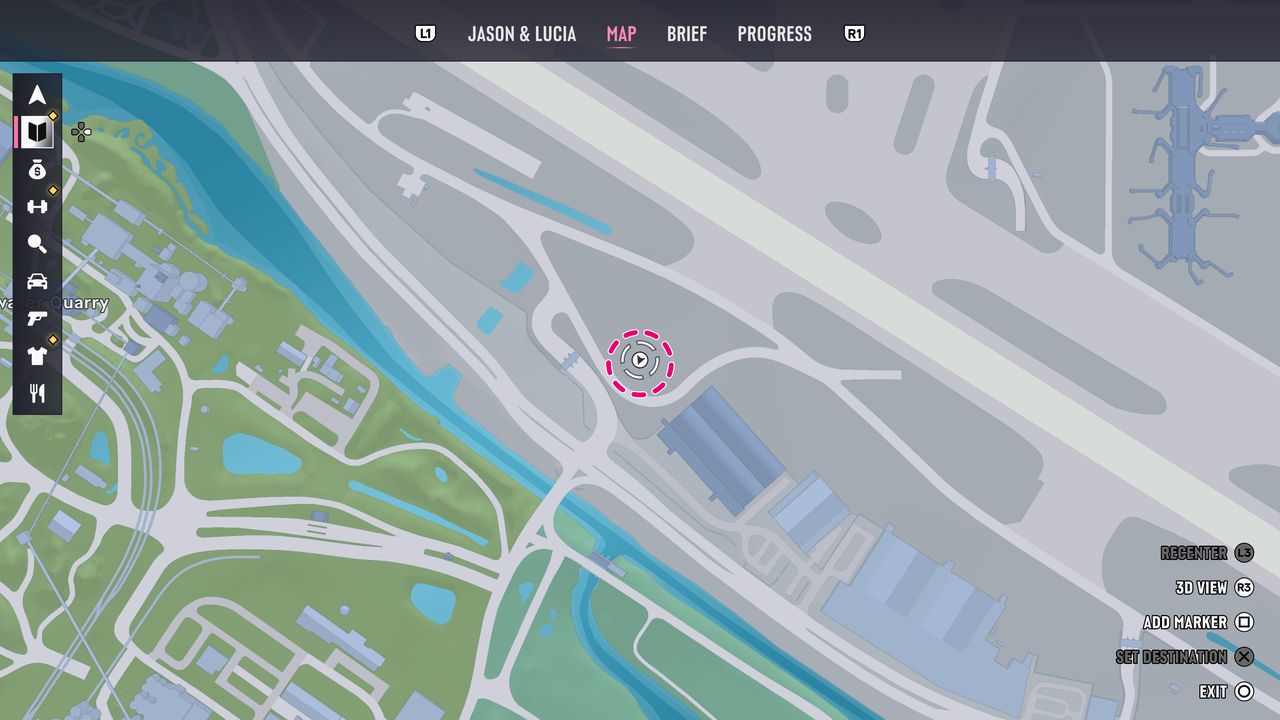 L1 JASON & LUCIA MAP BRIEF PROGRESS R1
Quarry
RECENTER L3
3D VIEW R3
ADD MARKER
SET DESTINATION
EXIT